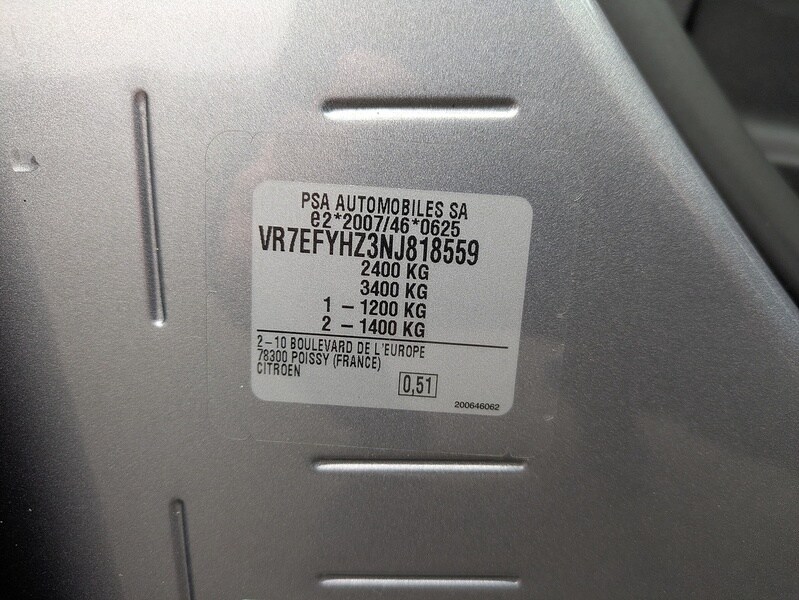 PSA AUTOMOBILES SA
e2*2007/46*0625
VR7EFYHZ3NJ818559
2400 KG
3400 KG
1 – 1200 KG
2 – 1400 KG
2–10 BOULEVARD DE L'EUROPE
78300 POISSY (FRANCE)
CITROEN
0,51
200646062